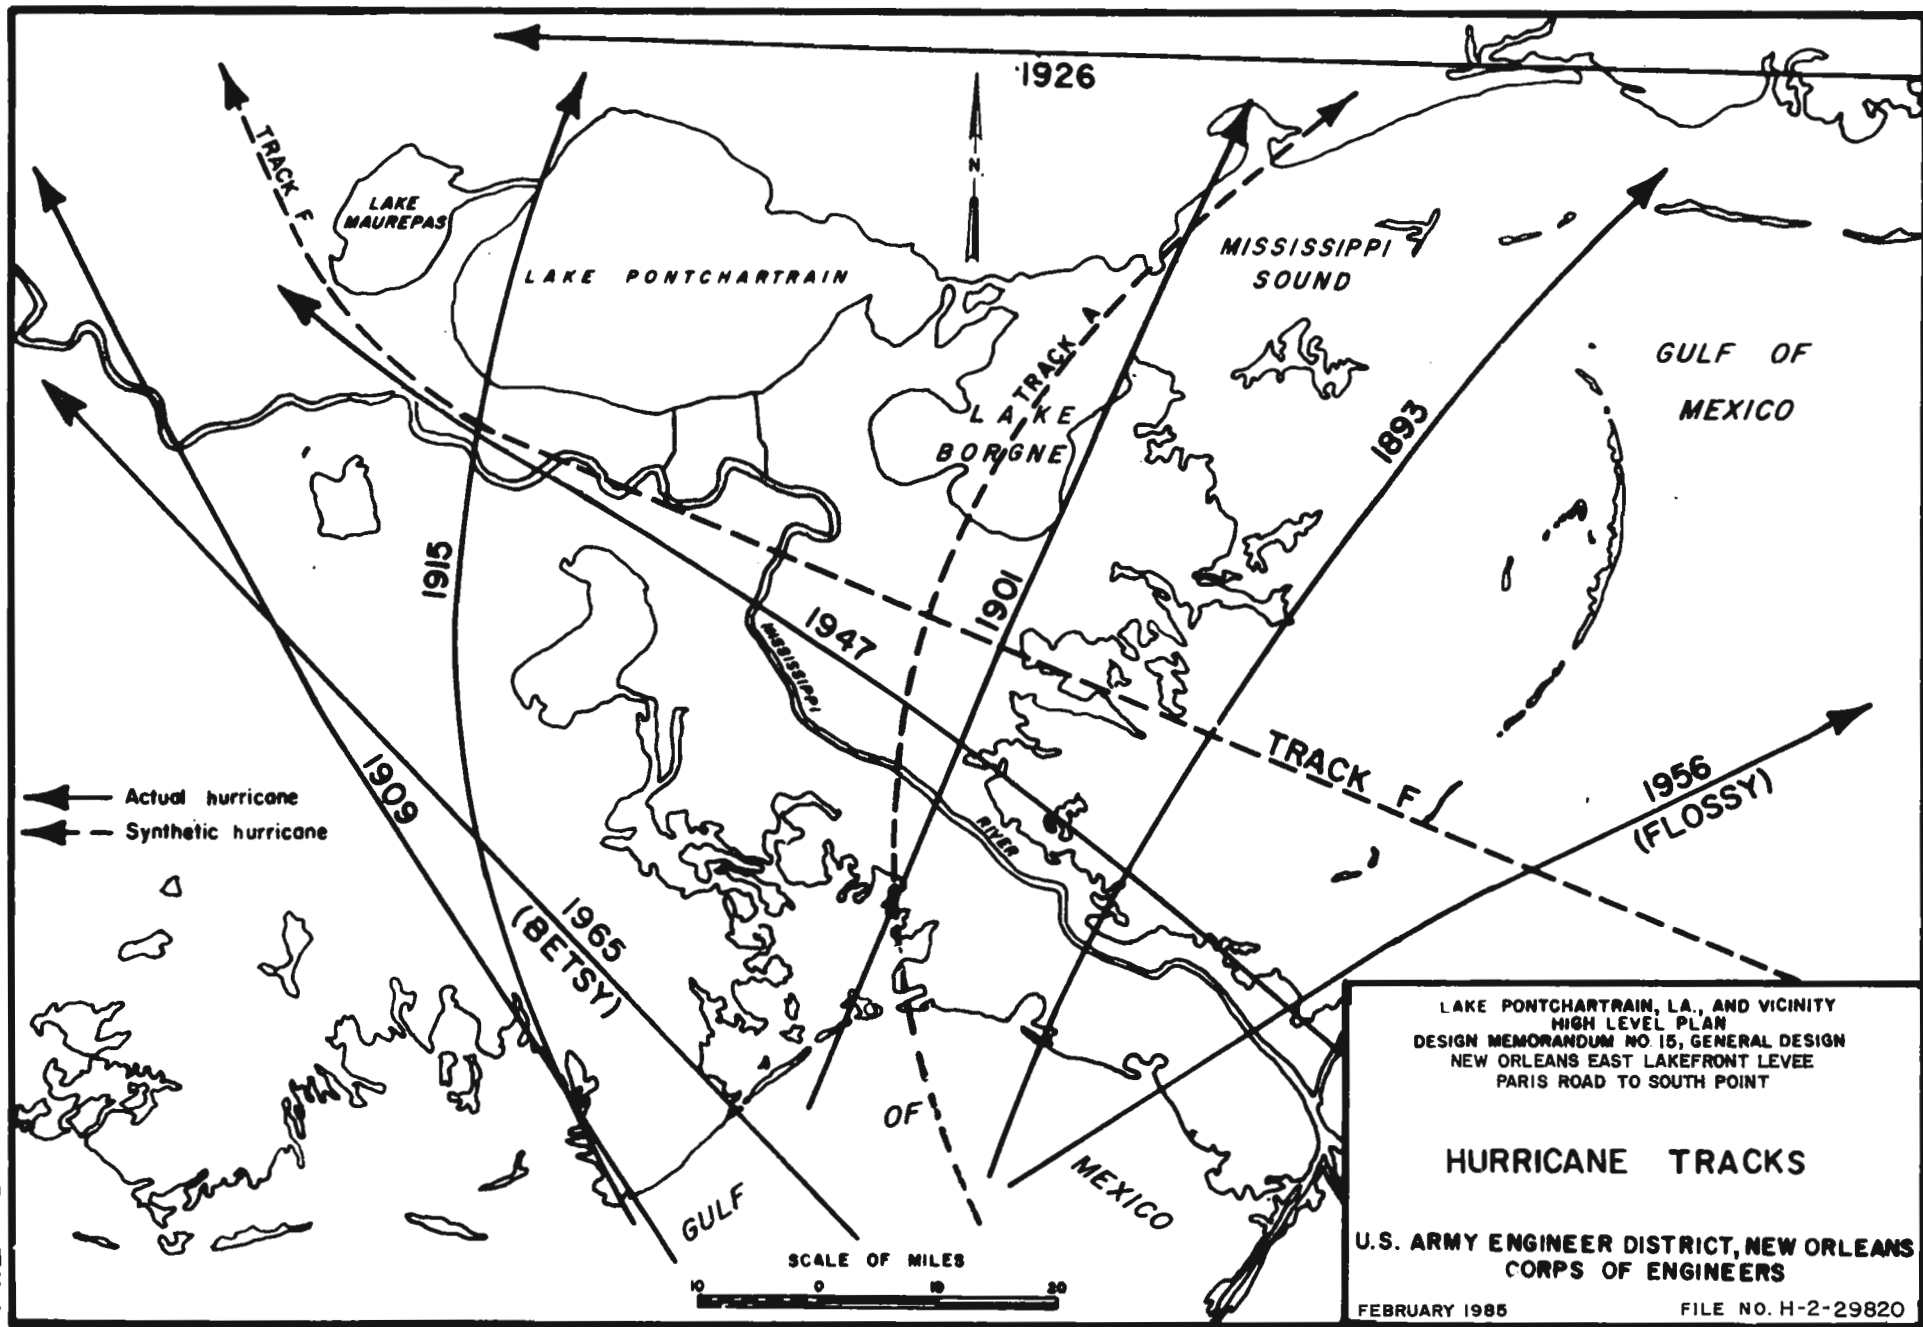 1926
TRACK F
N
LAKE
MAUREPAS
LAKE PONTCHARTRAIN
MISSISSIPPI
SOUND
GULF OF
MEXICO
TRACK A
LAKE
BORGNE
1893
1915
1901
1947
MISSISSIPPI
TRACK F
1956
(FLOSSY)
1909
Actual hurricane
Synthetic hurricane
RIVER
1965
(BETSY)
OF
GULF
MEXICO
SCALE OF MILES
10 0 10 20
LAKE PONTCHARTRAIN, LA., AND VICINITY
HIGH LEVEL PLAN
DESIGN MEMORANDUM NO. 15, GENERAL DESIGN
NEW ORLEANS EAST LAKEFRONT LEVEE
PARIS ROAD TO SOUTH POINT
HURRICANE TRACKS
U.S. ARMY ENGINEER DISTRICT, NEW ORLEANS
CORPS OF ENGINEERS
FEBRUARY 1985 FILE NO. H-2-29820